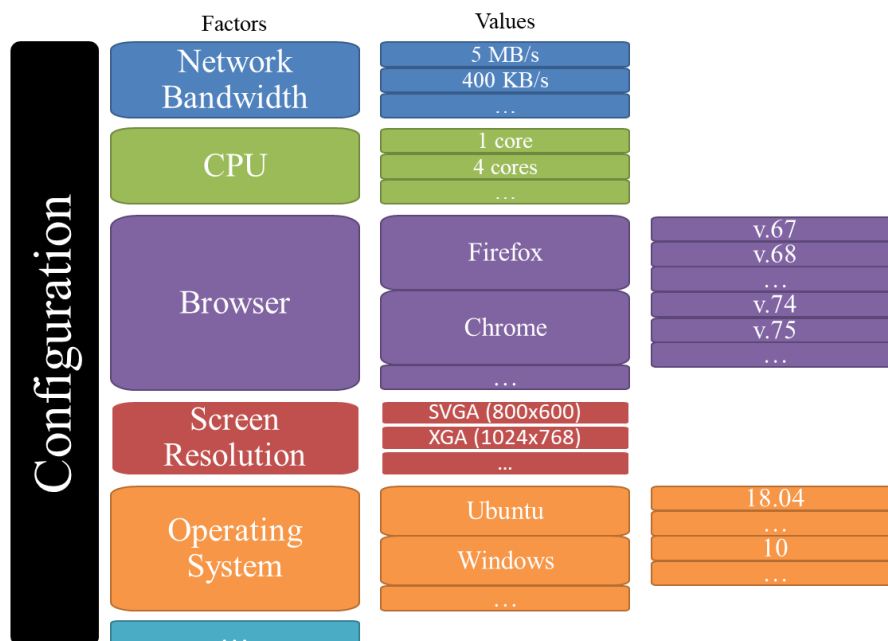 Factors
Values
Configuration
Network
Bandwidth
5 MB/s
400 KB/s
…
CPU
1 core
4 cores
…
Browser
Firefox
v.67
v.68
…
Chrome
v.74
v.75
…
…
Screen
Resolution
SVGA (800x600)
XGA (1024x768)
...
Operating
System
Ubuntu
18.04
…
Windows
10
…
…
…